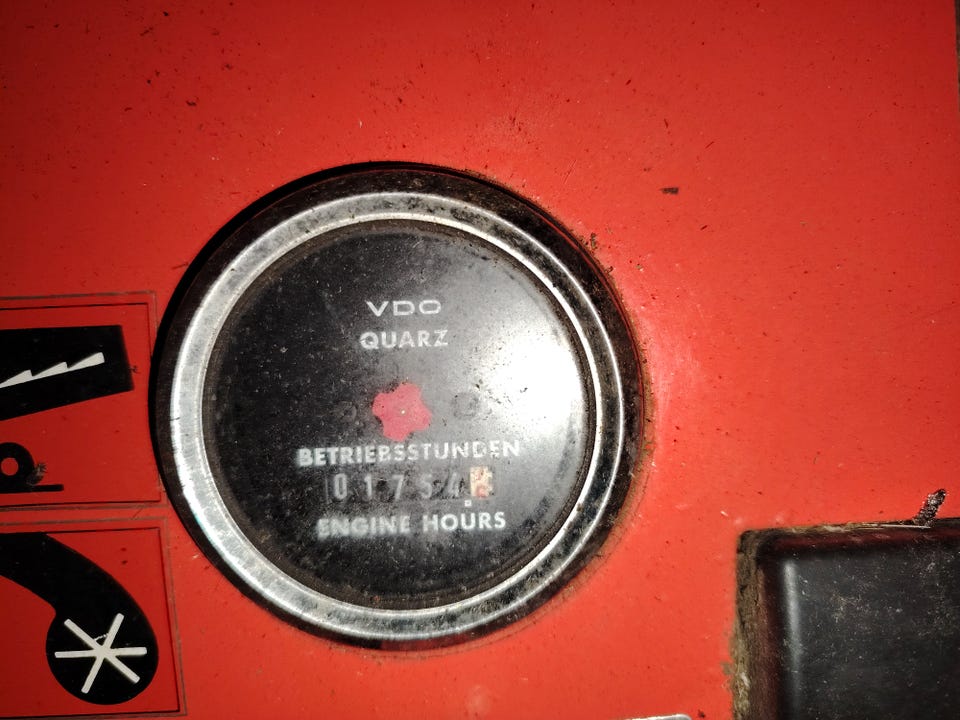 VDO
QUARZ
BETRIEBSSTUNDEN
01754
ENGINE HOURS